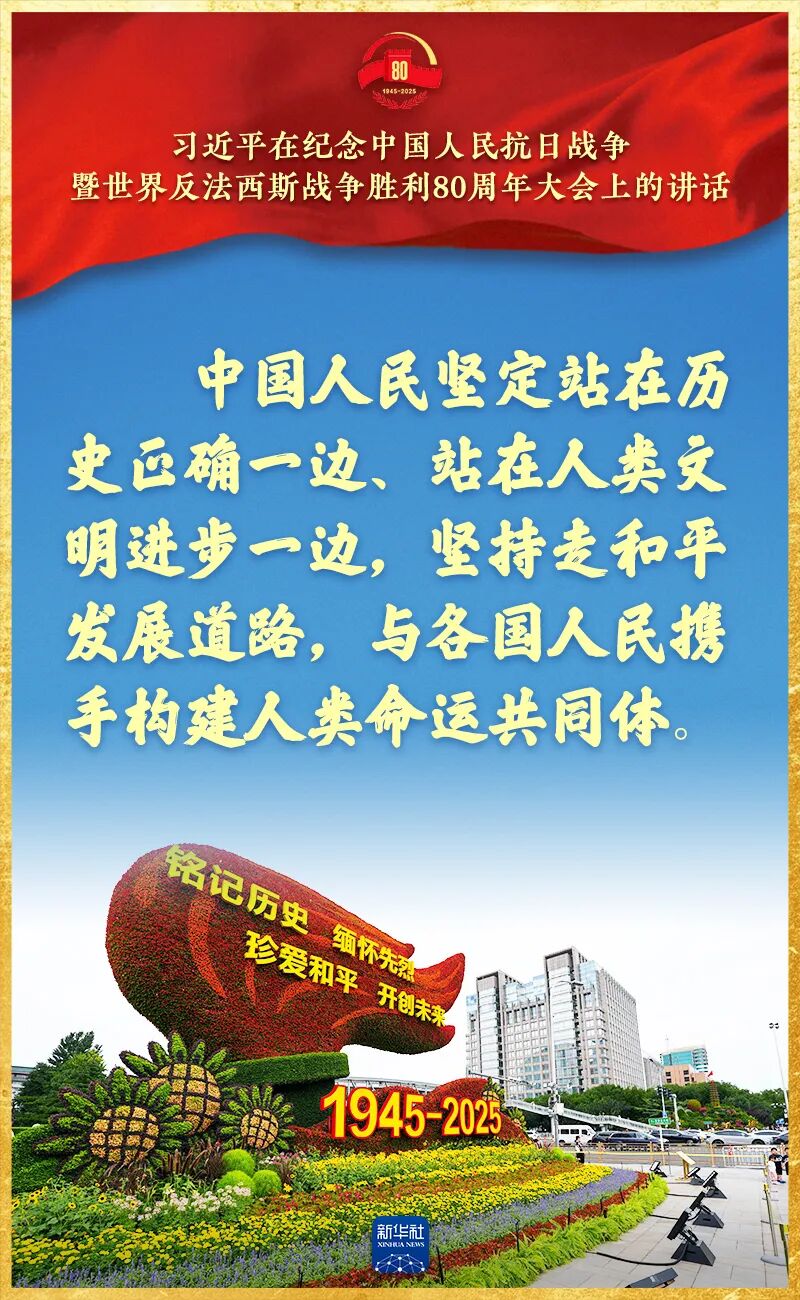 80
1945-2025
习近平在纪念中国人民抗日战争
暨世界反法西斯战争胜利80周年大会上的讲话
中国人民坚定站在历
史正确一边、站在人类文
明进步一边，坚持走和平
发展道路，与各国人民携
手构建人类命运共同体。
铭记历史 缅怀先烈
珍爱和平 开创未来
1945-2025
新华社
XINHUA NEWS